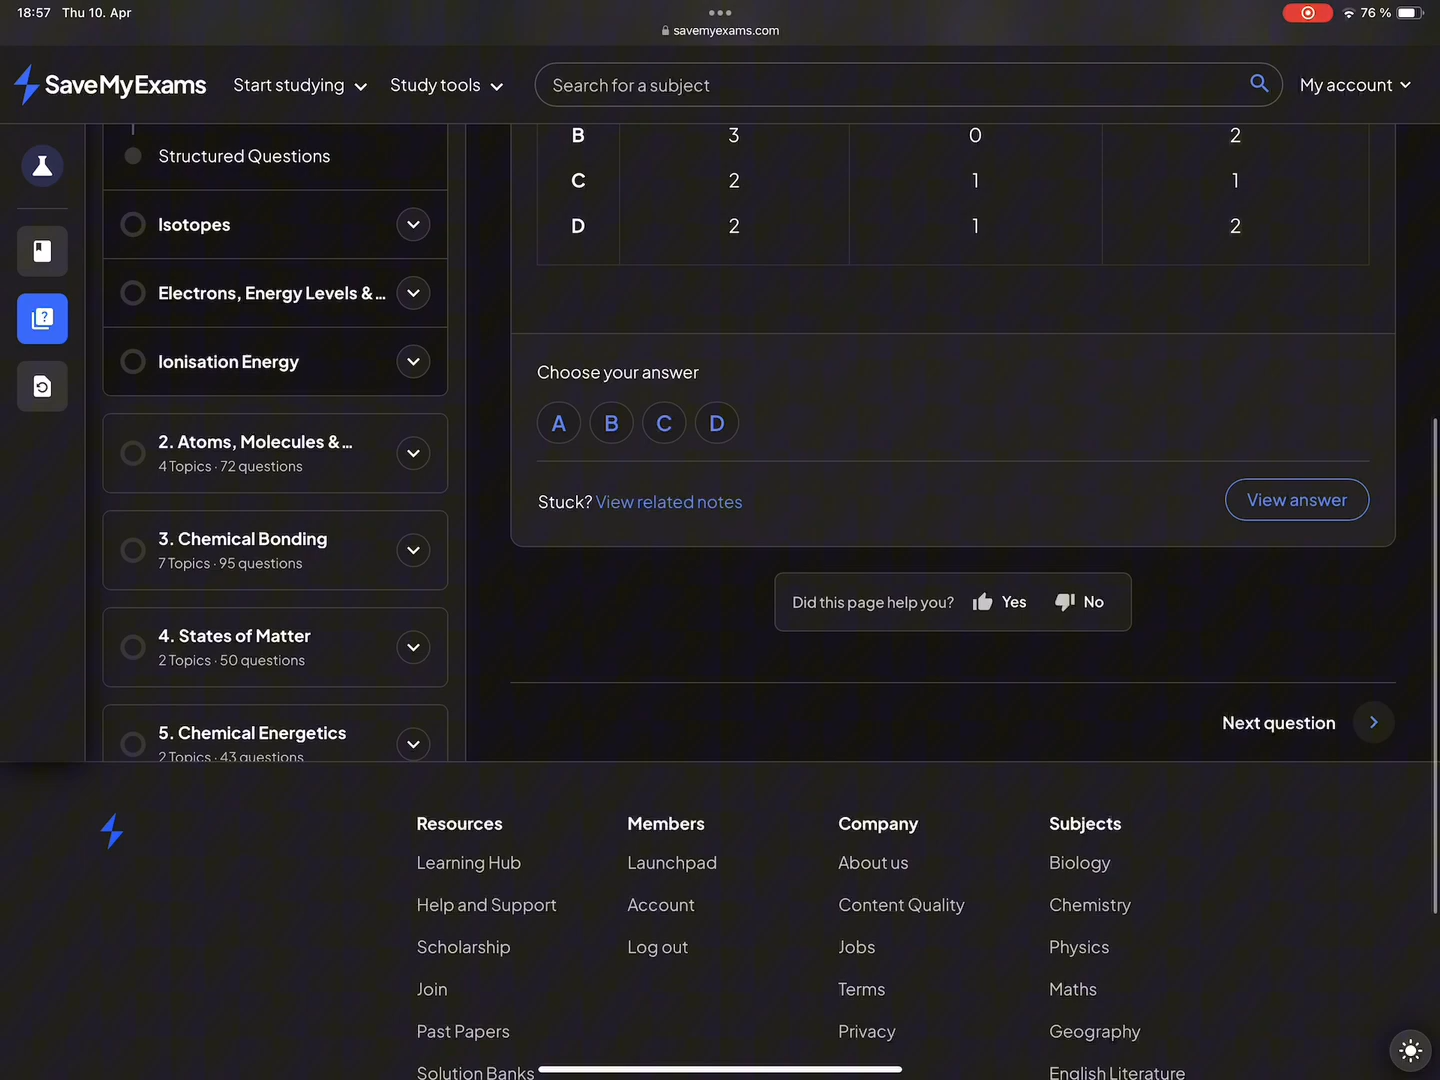 18:57 Thu 10. Apr
76 %
savemyexams.com
SaveMyExams
Start studying
Study tools
Search for a subject
My account
Structured Questions
Isotopes
Electrons, Energy Levels &...
Ionisation Energy
2. Atoms, Molecules &...
4 Topics · 72 questions
3. Chemical Bonding
7 Topics · 95 questions
4. States of Matter
2 Topics · 50 questions
5. Chemical Energetics
2 Topics · 43 questions
B 3 0 2
C 2 1 1
D 2 1 2
Choose your answer
A B C D
Stuck? View related notes
View answer
Did this page help you? Yes No
Next question
Resources
Learning Hub
Help and Support
Scholarship
Join
Past Papers
Solution Banks
Members
Launchpad
Account
Log out
Company
About us
Content Quality
Jobs
Terms
Privacy
Subjects
Biology
Chemistry
Physics
Maths
Geography
English Literature